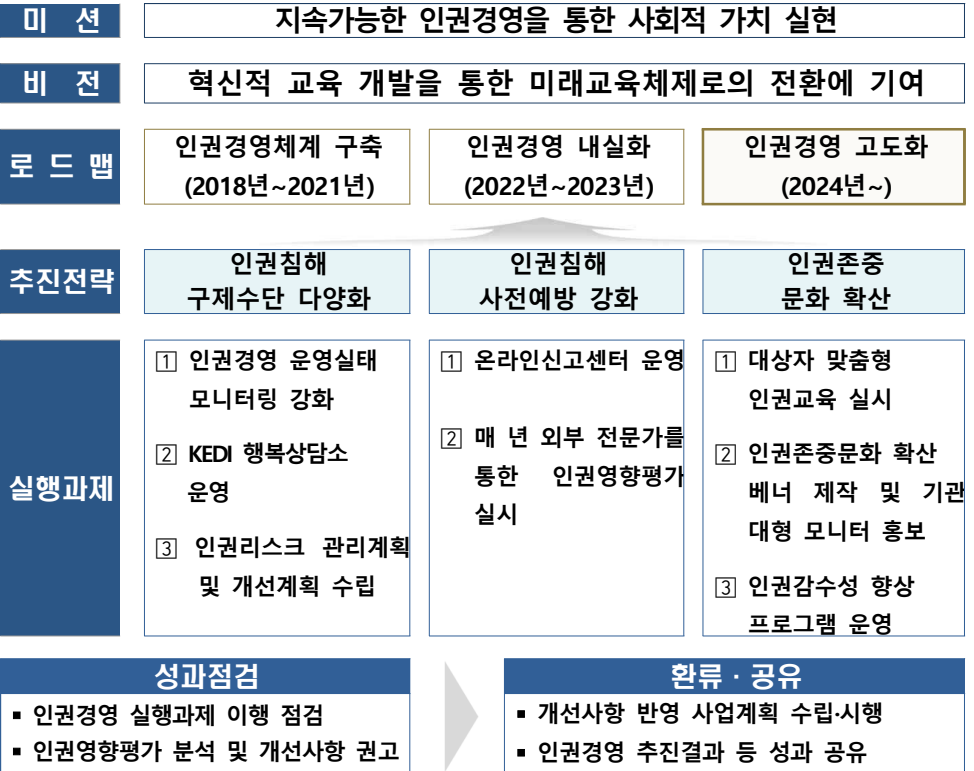 미 션
지속가능한 인권경영을 통한 사회적 가치 실현
비 전
혁신적 교육 개발을 통한 미래교육체제로의 전환에 기여
로 드 맵
인권경영체계 구축
(2018년~2021년)
인권경영 내실화
(2022년~2023년)
인권경영 고도화
(2024년~)
추진전략
인권침해
구제수단 다양화
인권침해
사전예방 강화
인권존중
문화 확산
실행과제
1 인권경영 운영실태
모니터링 강화
2 KEDI 행복상담소
운영
3 인권리스크 관리계획
및 개선계획 수립
1 온라인신고센터 운영
2 매 년 외부 전문가를
통한 인권영향평가
실시
1 대상자 맞춤형
인권교육 실시
2 인권존중문화 확산
베너 제작 및 기관
대형 모니터 홍보
3 인권감수성 향상
프로그램 운영
성과점검
▪ 인권경영 실행과제 이행 점검
▪ 인권영향평가 분석 및 개선사항 권고
환류 · 공유
▪ 개선사항 반영 사업계획 수립·시행
▪ 인권경영 추진결과 등 성과 공유